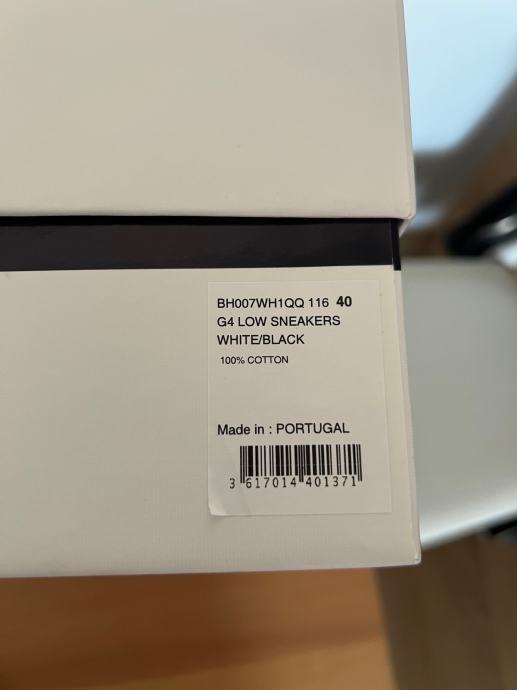 BH007WH1QQ 116 40
G4 LOW SNEAKERS
WHITE/BLACK
100% COTTON
Made in : PORTUGAL
3 617014 401371